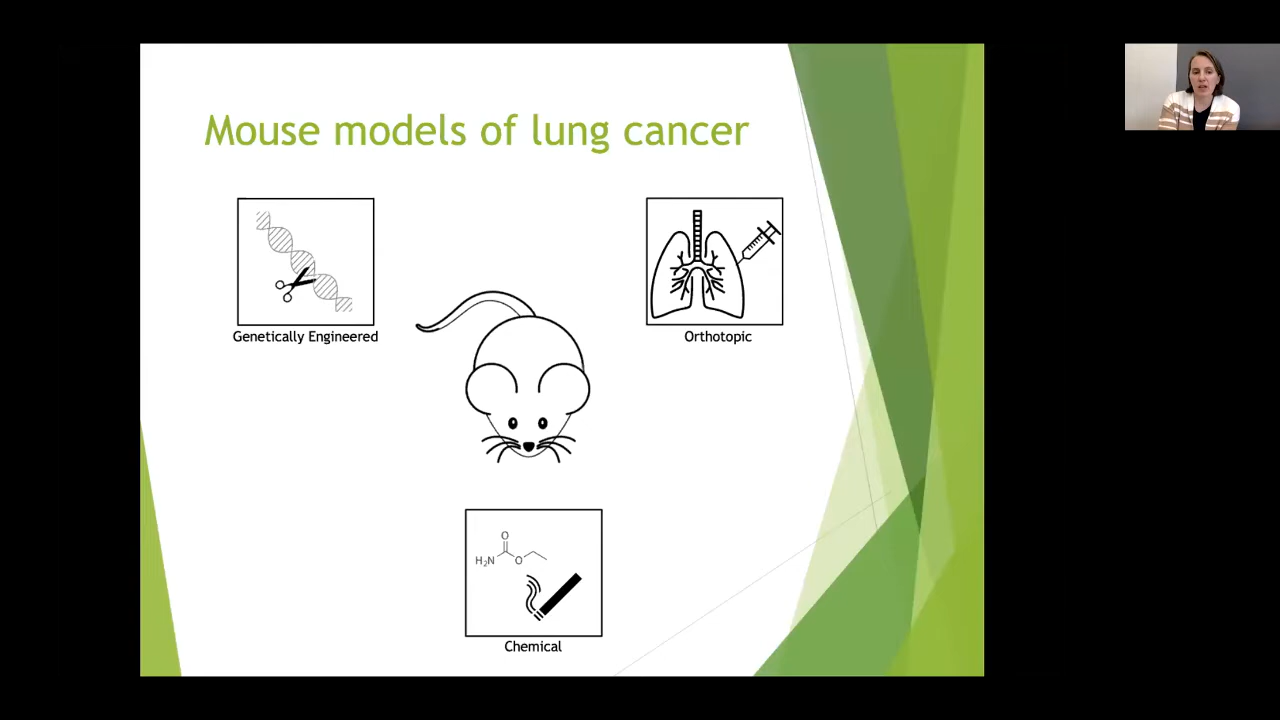 Mouse models of lung cancer
Genetically Engineered
Orthotopic
O
H₂N
O
Chemical